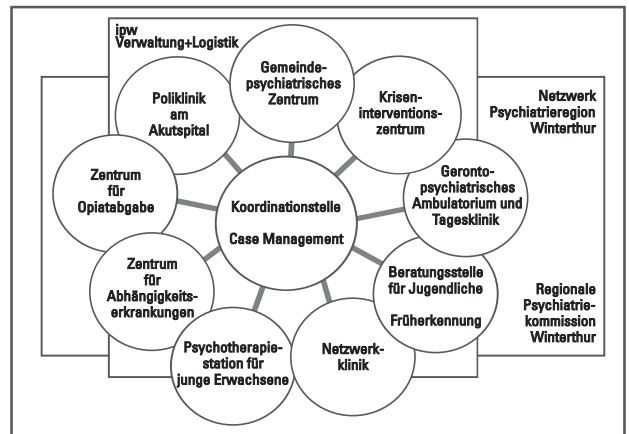 ipw
Verwaltung+Logistik
Gemeinde-
psychiatrisches
Zentrum
Poliklinik
am
Akutspital
Krisen-
interventions-
zentrum
Netzwerk
Psychiatrieregion
Winterthur
Zentrum
für
Opiatabgabe
Koordinationstelle
Case Management
Geronto-
psychiatrisches
Ambulatorium und
Tagesklinik
Zentrum
für
Abhängigkeits-
erkrankungen
Beratungsstelle
für Jugendliche
Früherkennung
Regionale
Psychiatrie-
kommission
Winterthur
Psychotherapie-
station für
junge Erwachsene
Netzwerk-
klinik